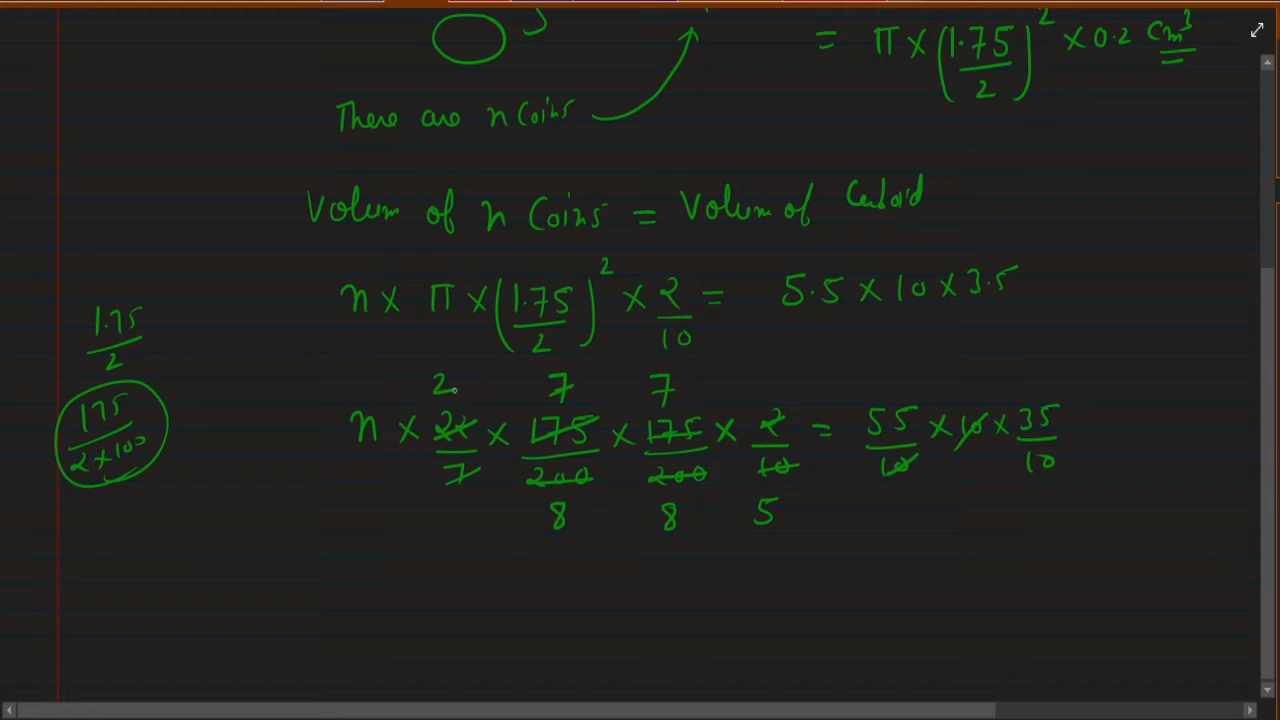 = π × (1.75/2)² × 0.2 cm³
There are n Coins
Volum of n Coins = Volum of Cuboid
n × π × (1.75/2)² × 2/10 = 5.5 × 10 × 3.5
1.75/2
175/2×100
2 7 7
n × 22/7 × 175/200 × 175/200 × 2/10 = 55/10 × 10 × 35/10
8 8 5